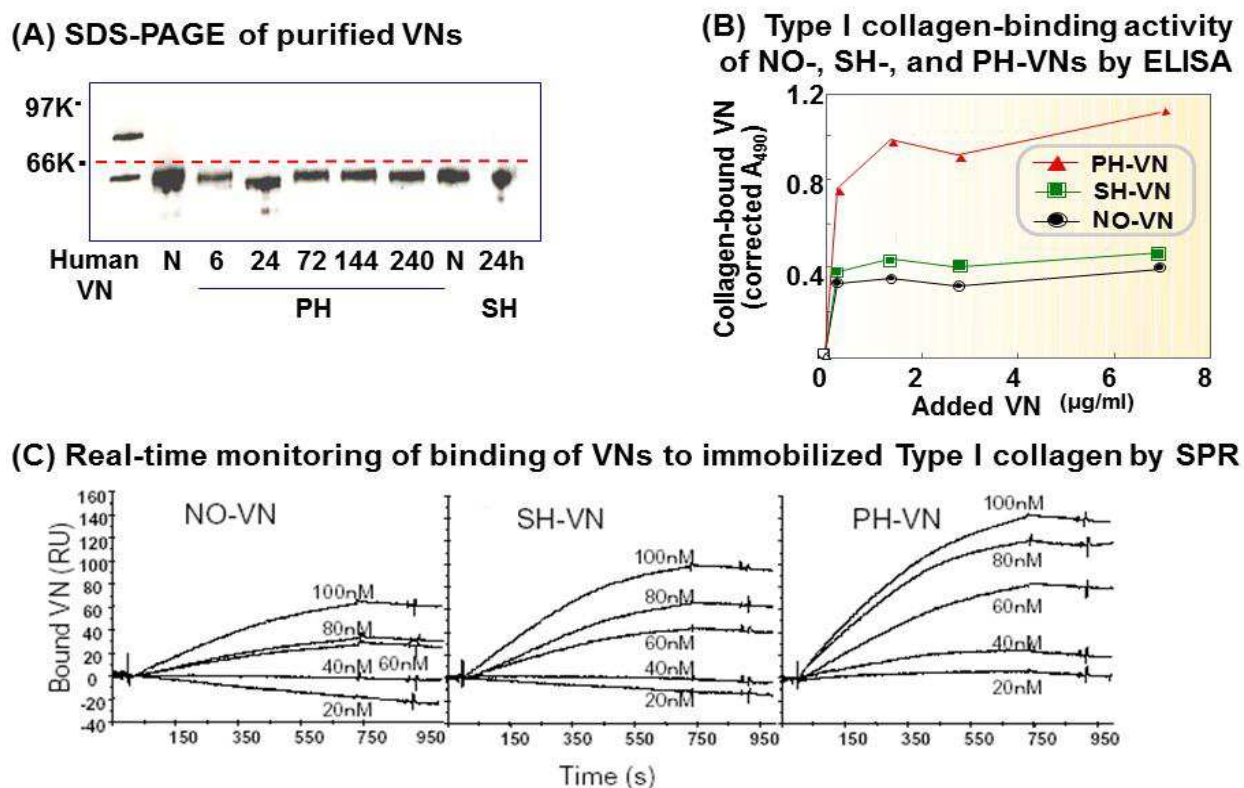 (A) SDS-PAGE of purified VNs
97K
66K
Human VN
N 6 24 72 144 240 N 24h
PH SH
(B) Type I collagen-binding activity
of NO-, SH-, and PH-VNs by ELISA
Collagen-bound VN
(corrected A490)
1.2
0.8
0.4
PH-VN
SH-VN
NO-VN
0 2 4 6 8
Added VN (µg/ml)
(C) Real-time monitoring of binding of VNs to immobilized Type I collagen by SPR
Bound VN (RU)
160
140
120
100
80
60
40
20
0
-20
-40
NO-VN
100nM
80nM
40nM 60nM
20nM
150 350 550 750 950
SH-VN
100nM
80nM
60nM
40nM
20nM
150 350 550 750 950
PH-VN
100nM
80nM
60nM
40nM
20nM
150 350 550 750 950
Time (s)